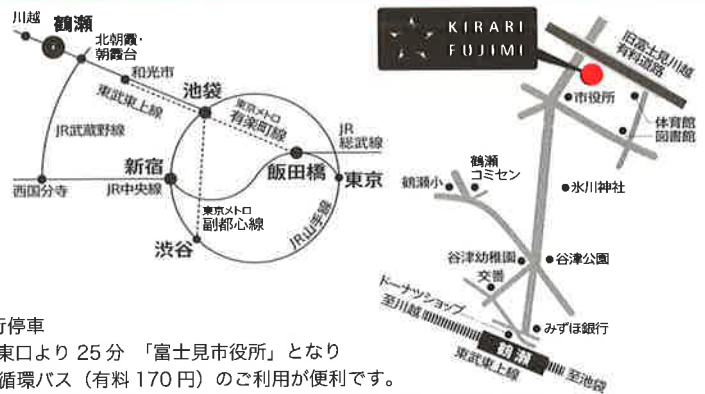 川越
鶴瀬
北朝霞・
朝霞台
和光市
東武東上線
池袋
東京メトロ
有楽町線
JR武蔵野線
JR
総武線
新宿
飯田橋
東京
西国分寺
JR中央線
東京メトロ
副都心線
JR山手線
渋谷
KIRARI
FUJIMI
旧富士見川越
有料道路
市役所
体育館
図書館
鶴瀬
コミセン
鶴瀬小
氷川神社
谷津幼稚園
谷津公園
交番
ドーナツショップ
至川越
みずほ銀行
鶴瀬
東武東上線
至池袋
行停車
東口より 25 分 「富士見市役所」となり
循環バス(有料 170 円)のご利用が便利です。